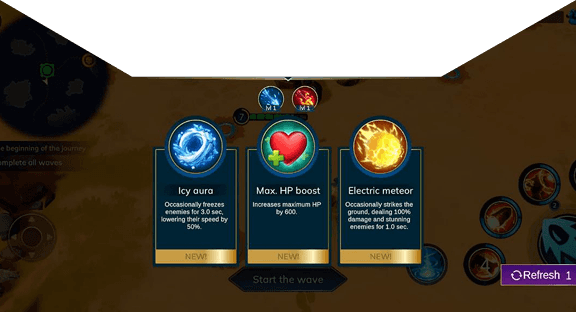 M 1
M 1
7
e beginning of the journey
mplete all waves
Icy aura
Occasionally freezes
enemies for 3.0 sec,
lowering their speed by
50%.
NEW!
Max. HP boost
Increases maximum HP
by 600.
NEW!
Electric meteor
Occasionally strikes the
ground, dealing 100%
damage and stunning
enemies for 1.0 sec.
NEW!
Start the wave
Refresh 1